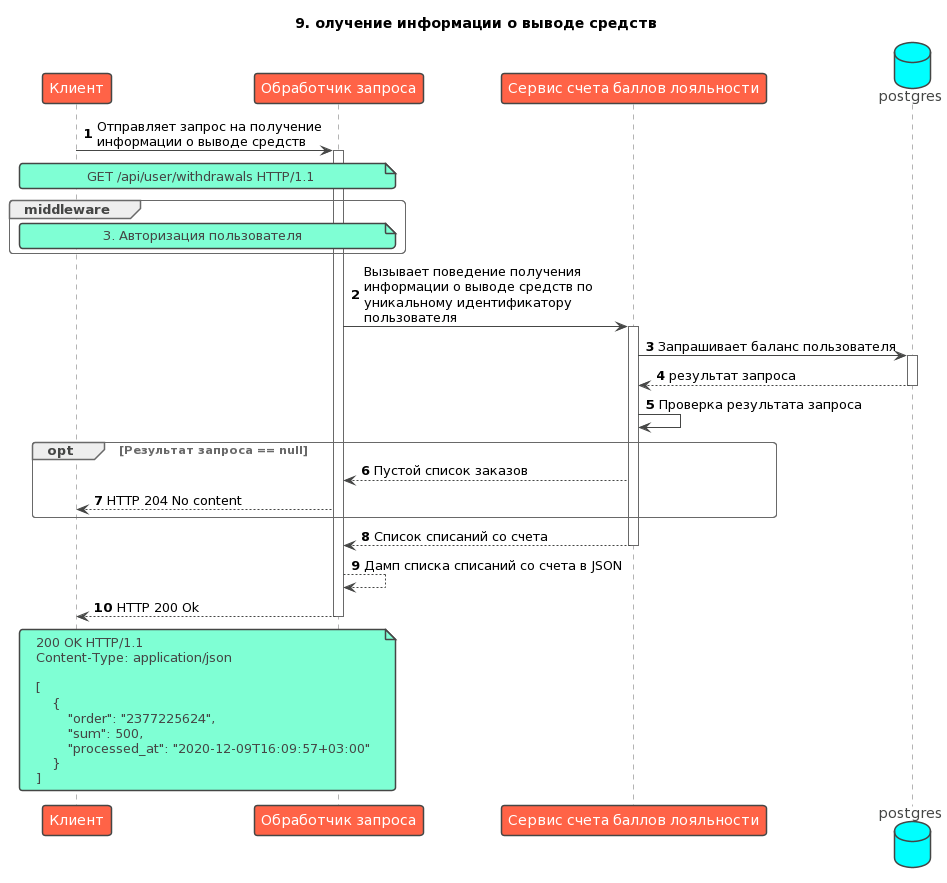 9. олучение информации о выводе средств
postgres
Клиент
Обработчик запроса
Сервис счета баллов лояльности
1 Отправляет запрос на получение
информации о выводе средств
GET /api/user/withdrawals HTTP/1.1
middleware
3. Авторизация пользователя
2 Вызывает поведение получения
информации о выводе средств по
уникальному идентификатору
пользователя
3 Запрашивает баланс пользователя
4 результат запроса
5 Проверка результата запроса
opt [Результат запроса == null]
6 Пустой список заказов
7 HTTP 204 No content
8 Список списаний со счета
9 Дамп списка списаний со счета в JSON
10 HTTP 200 Ok
200 OK HTTP/1.1
Content-Type: application/json
[
{
"order": "2377225624",
"sum": 500,
"processed_at": "2020-12-09T16:09:57+03:00"
}
]
Клиент
Обработчик запроса
Сервис счета баллов лояльности
postgres